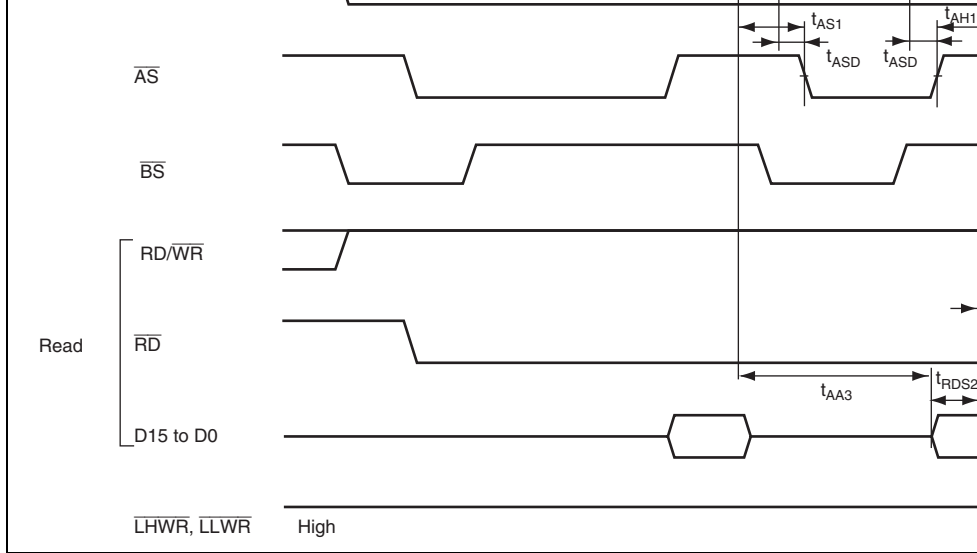 tAS1 tAH1
tASD tASD
AS
BS
RD/WR
Read
RD
tAA3 tRDS2
D15 to D0
LHWR, LLWR High